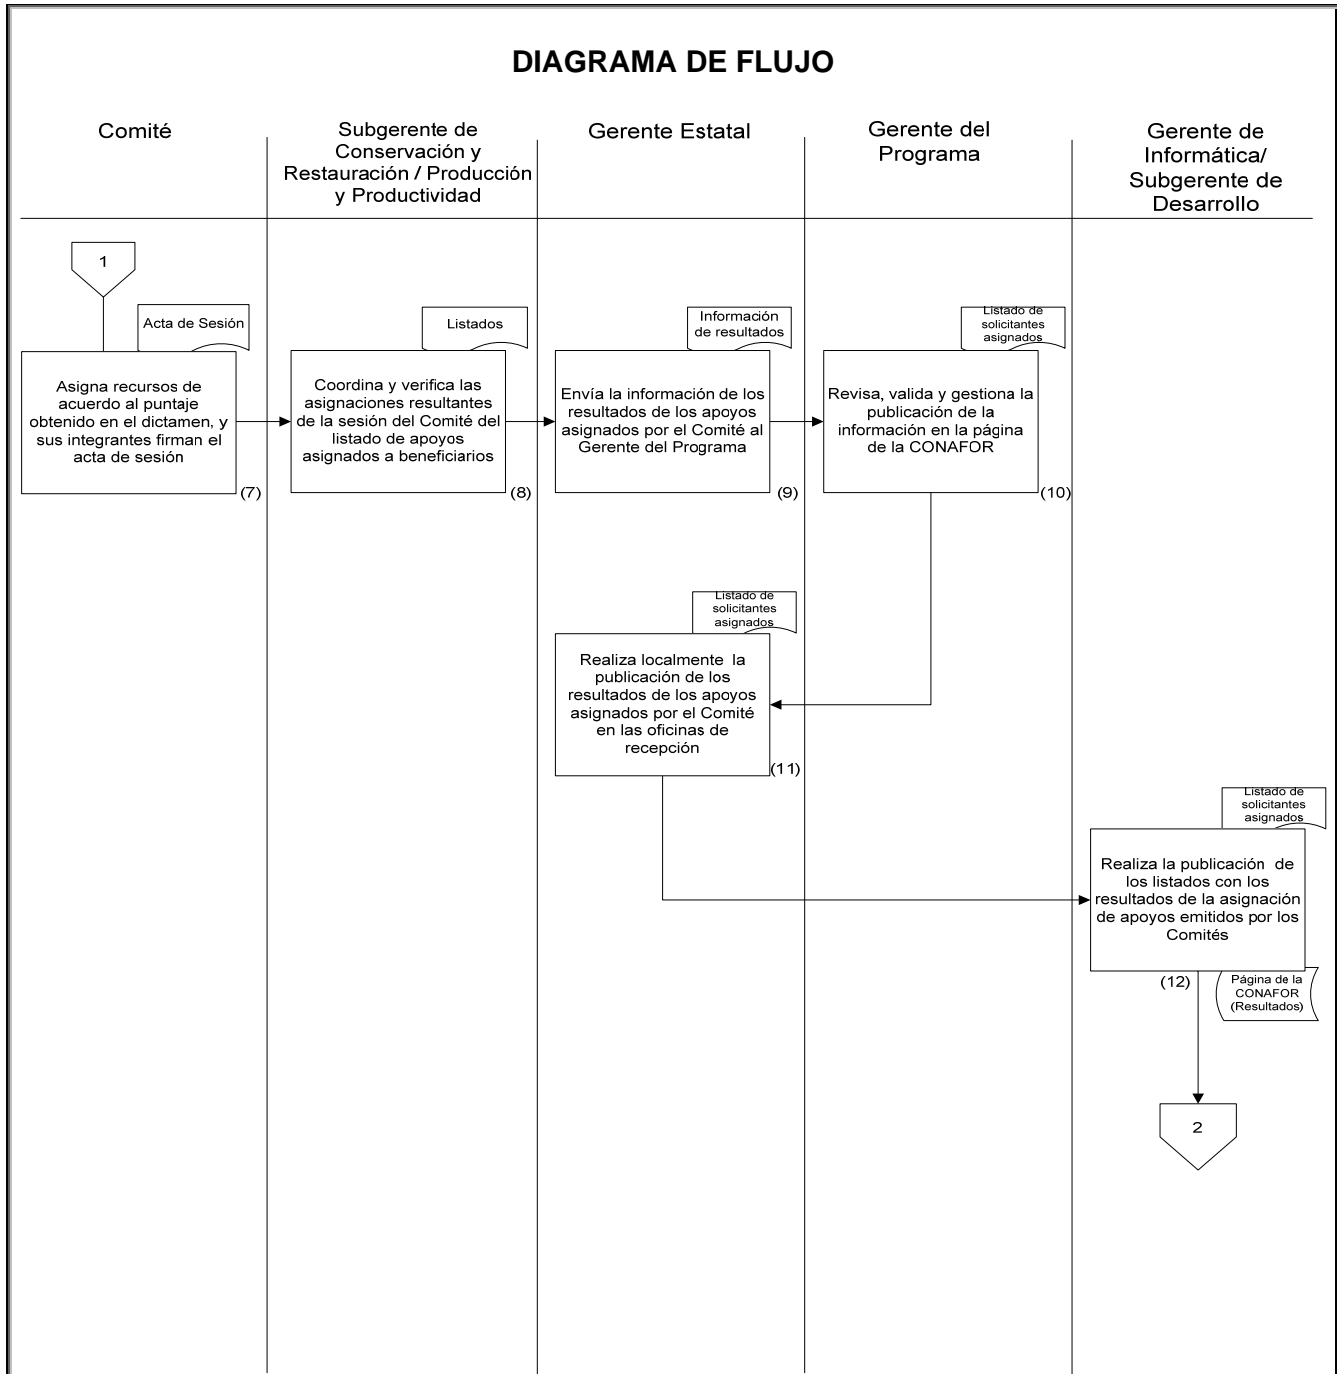 DIAGRAMA DE FLUJO
Comité
Subgerente de
Conservación y
Restauración / Producción
y Productividad
Gerente Estatal
Gerente del
Programa
Gerente de
Informática/
Subgerente de
Desarrollo
1
Acta de Sesión
Asigna recursos de
acuerdo al puntaje
obtenido en el dictamen, y
sus integrantes firman el
acta de sesión
(7)
Listados
Coordina y verifica las
asignaciones resultantes
de la sesión del Comité del
listado de apoyos
asignados a beneficiarios
(8)
Información
de resultados
Envía la información de los
resultados de los apoyos
asignados por el Comité al
Gerente del Programa
(9)
Listado de
solicitantes
asignados
Revisa, valida y gestiona la
publicación de la
información en la página
de la CONAFOR
(10)
Listado de
solicitantes
asignados
Realiza localmente la
publicación de los
resultados de los apoyos
asignados por el Comité
en las oficinas de
recepción
(11)
Listado de
solicitantes
asignados
Realiza la publicación de
los listados con los
resultados de la asignación
de apoyos emitidos por los
Comités
(12)
Página de la
CONAFOR
(Resultados)
2